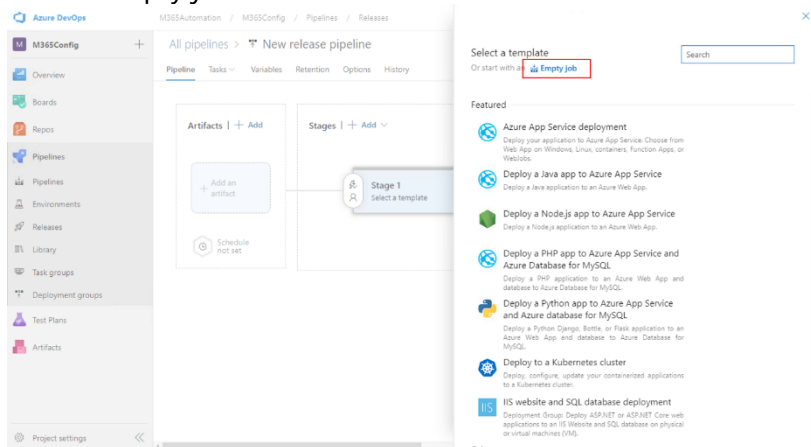 Azure DevOps
M365Automation / M365Config / Pipelines / Releases
M M365Config +
All pipelines > New release pipeline
Pipeline Tasks Variables Retention Options History
Overview
Boards
Repos
Pipelines
Pipelines
Environments
Releases
Library
Task groups
Deployment groups
Test Plans
Artifacts
Project settings
Artifacts | + Add
Stages | + Add
+ Add an
artifact
Schedule
not set
Stage 1
Select a template
Select a template
Or start with an Empty job
Search
Featured
Azure App Service deployment
Deploy your application to Azure App Service. Choose from
Web App on Windows, Linux, containers, Function Apps, or
WebJobs.
Deploy a Java app to Azure App Service
Deploy a Java application to an Azure Web App.
Deploy a Node.js app to Azure App Service
Deploy a Node.js application to an Azure Web App.
Deploy a PHP app to Azure App Service and
Azure Database for MySQL
Deploy a PHP application to an Azure Web App and
database to Azure Database for MySQL.
Deploy a Python app to Azure App Service
and Azure database for MySQL
Deploy a Python Django, Bottle, or Flask application to an
Azure Web App and database to Azure Database for
MySQL.
Deploy to a Kubernetes cluster
Deploy, configure, update your containerized applications
to a Kubernetes cluster.
IIS
IIS website and SQL database deployment
Deployment Group: Deploy ASP.NET or ASP.NET Core web
applications to an IIS Website and SQL database on physical
or virtual machines (VM).